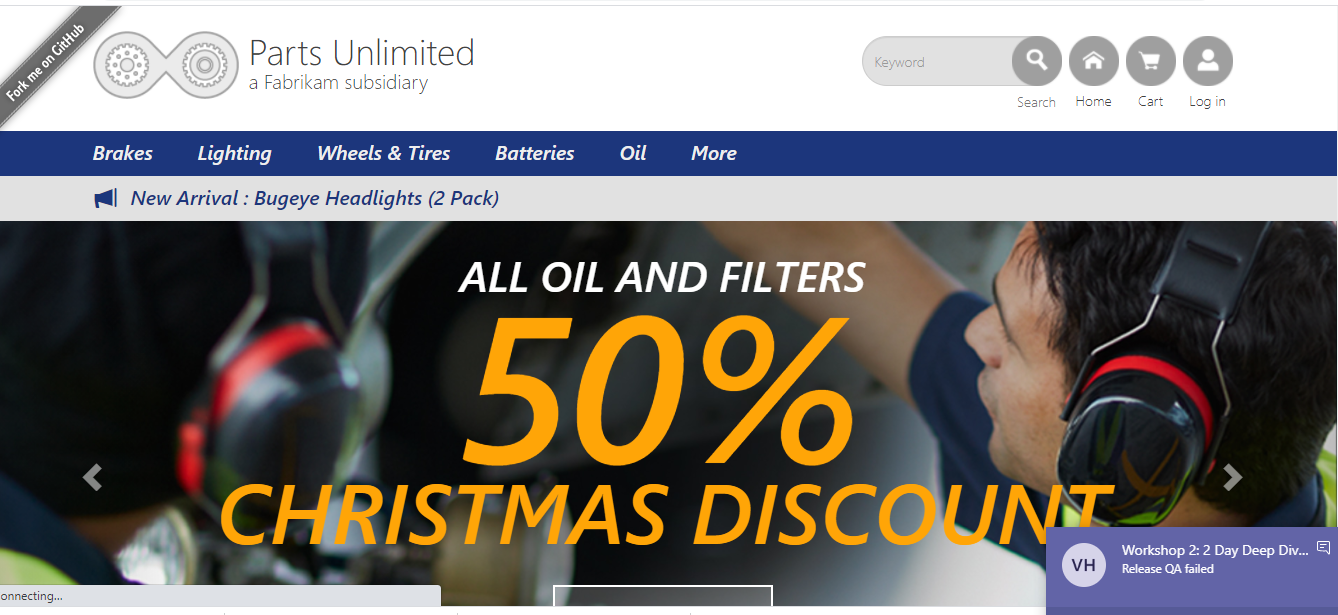 Fork me on GitHub
Parts Unlimited
a Fabrikam subsidiary
Keyword
Search Home Cart Log in
Brakes Lighting Wheels & Tires Batteries Oil More
New Arrival : Bugeye Headlights (2 Pack)
ALL OIL AND FILTERS
50%
CHRISTMAS DISCOUNT
VH
Workshop 2: 2 Day Deep Div...
Release QA failed
onnecting...